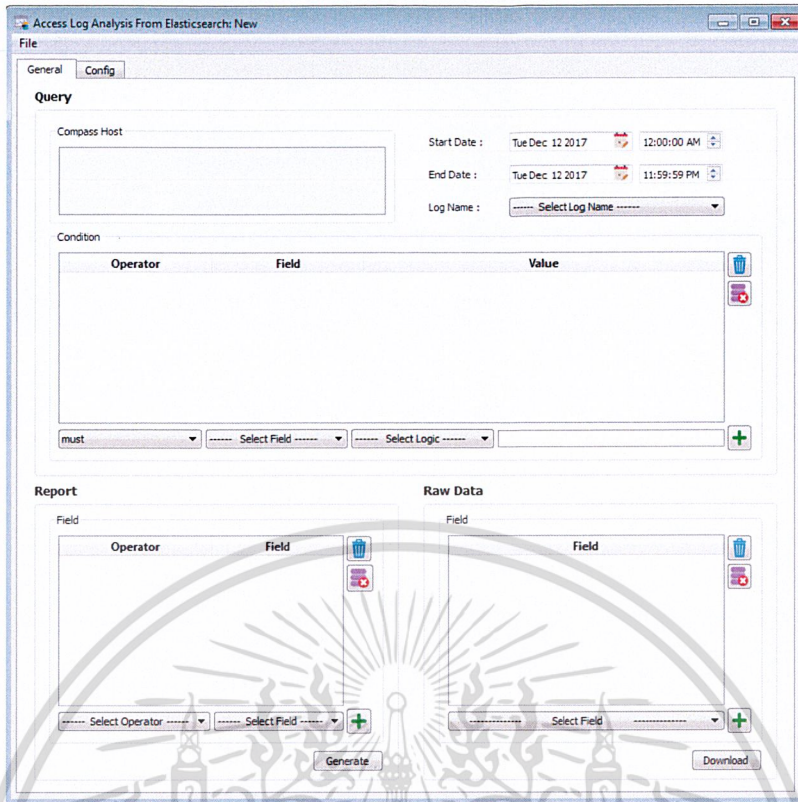 Access Log Analysis From Elasticsearch: New
File
General Config
Query
Compass Host
Start Date : Tue Dec 12 2017 12:00:00 AM
End Date : Tue Dec 12 2017 11:59:59 PM
Log Name : ------ Select Log Name ------
Condition
Operator Field Value
must ------ Select Field ------ ------ Select Logic ------
Report Raw Data
Field Field
Operator Field Field
------ Select Operator ------ ------ Select Field ------ -------------- Select Field --------------
Generate Download